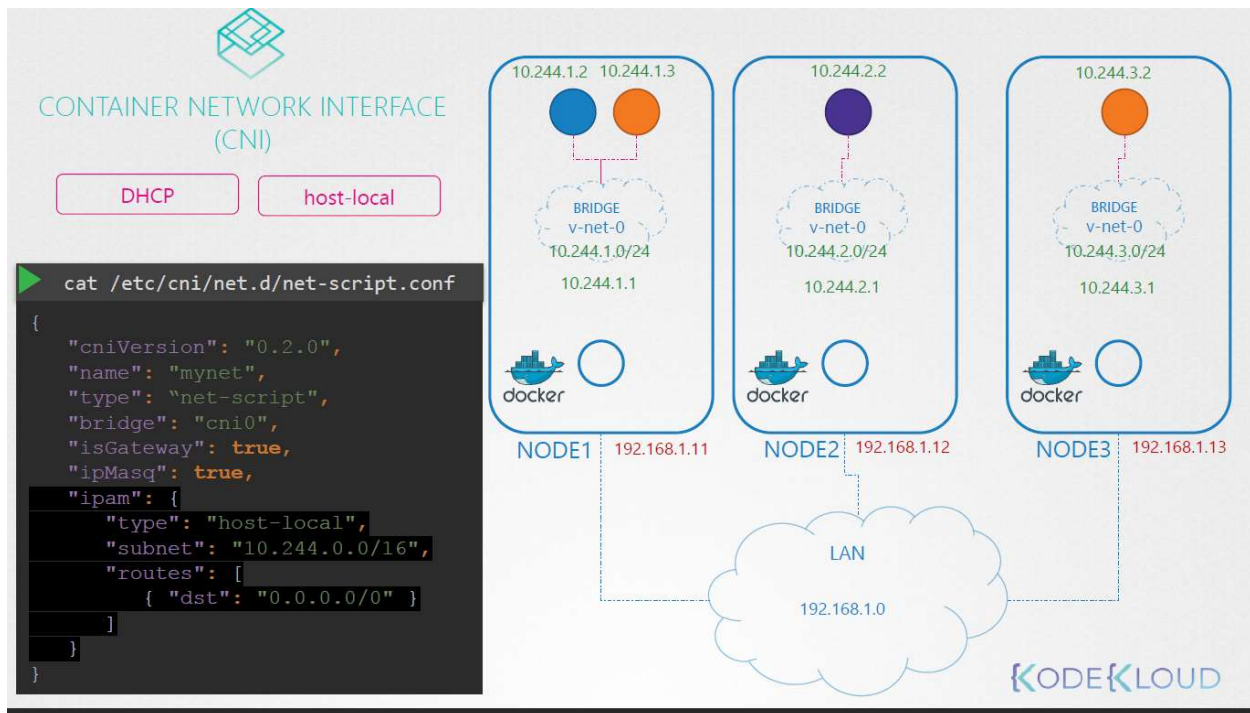 CONTAINER NETWORK INTERFACE
(CNI)
DHCP
host-local
cat /etc/cni/net.d/net-script.conf
{
"cniVersion": "0.2.0",
"name": "mynet",
"type": “net-script",
"bridge": "cni0",
"isGateway": true,
"ipMasq": true,
"ipam": {
"type": "host-local",
"subnet": "10.244.0.0/16",
"routes": [
{ "dst": "0.0.0.0/0" }
]
}
}
10.244.1.2 10.244.1.3
BRIDGE
v-net-0
10.244.1.0/24
10.244.1.1
docker
NODE1 192.168.1.11
10.244.2.2
BRIDGE
v-net-0
10.244.2.0/24
10.244.2.1
docker
NODE2 192.168.1.12
10.244.3.2
BRIDGE
v-net-0
10.244.3.0/24
10.244.3.1
docker
NODE3 192.168.1.13
LAN
192.168.1.0
KODEKLOUD